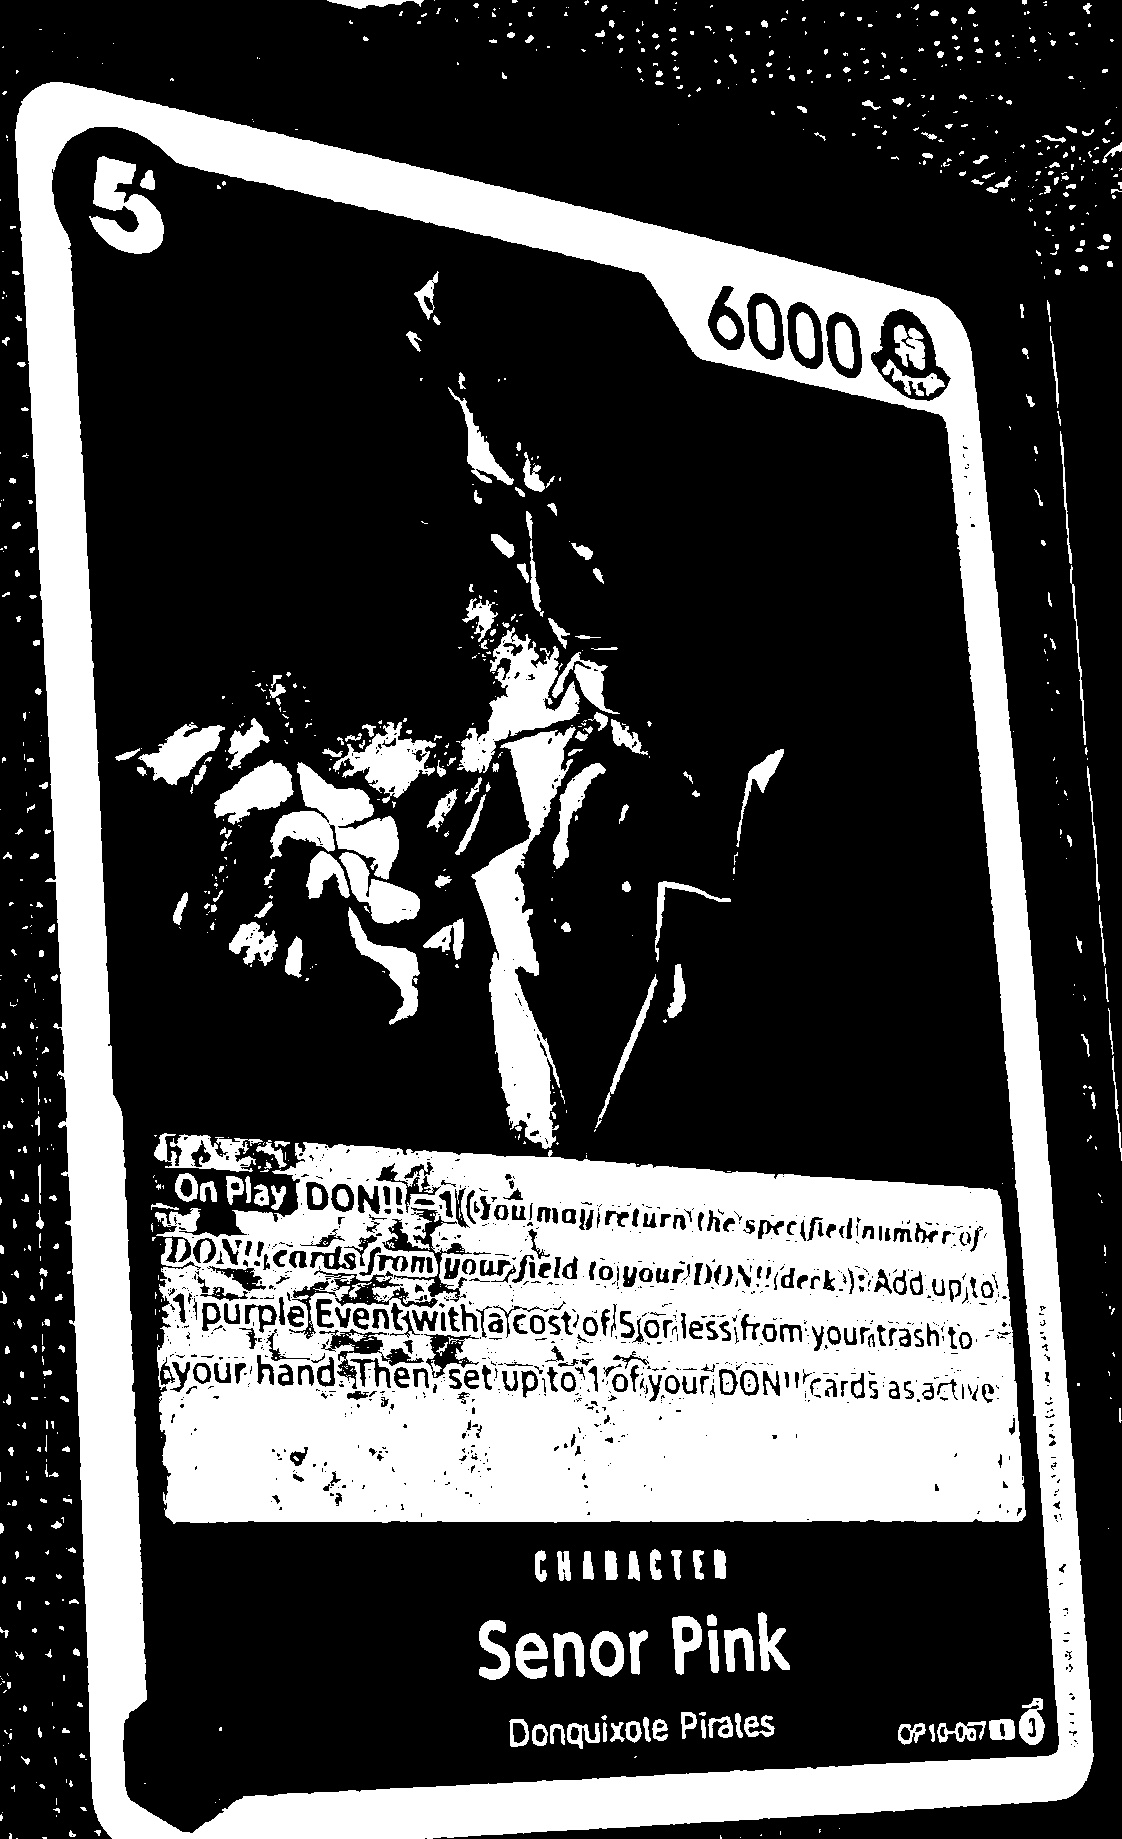 5
6000
On Play DON!! -1 (You may return the specified number of
DON!! cards from your field to your DON!! deck.): Add up to
1 purple Event with a cost of 5 or less from your trash to
your hand. Then, set up to 1 of your DON!! cards as active.
CHARACTER
Senor Pink
Donquixote Pirates
OP10-067